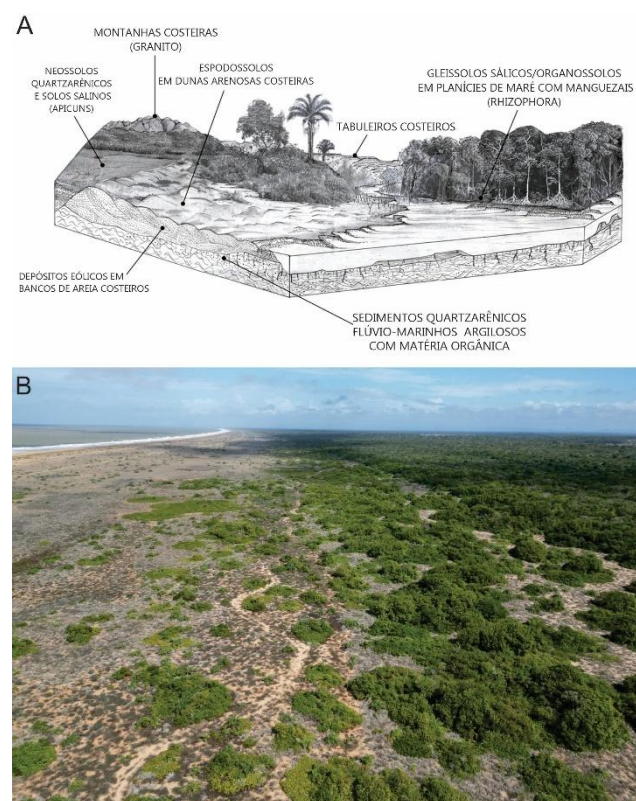 A
MONTANHAS COSTEIRAS
(GRANITO)
NEOSSOLOS
QUARTZARÊNICOS
E SOLOS SALINOS
(APICUNS)
ESPODOSSOLOS
EM DUNAS ARENOSAS COSTEIRAS
GLEISSOLOS SÁLICOS/ORGANOSSOLOS
EM PLANÍCIES DE MARÉ COM MANGUEZAIS
(RHIZOPHORA)
TABULEIROS COSTEIROS
DEPÓSITOS EÓLICOS EM
BANCOS DE AREIA COSTEIROS
SEDIMENTOS QUARTZARÊNICOS
FLÚVIO-MARINHOS ARGILOSOS
COM MATÉRIA ORGÂNICA
B